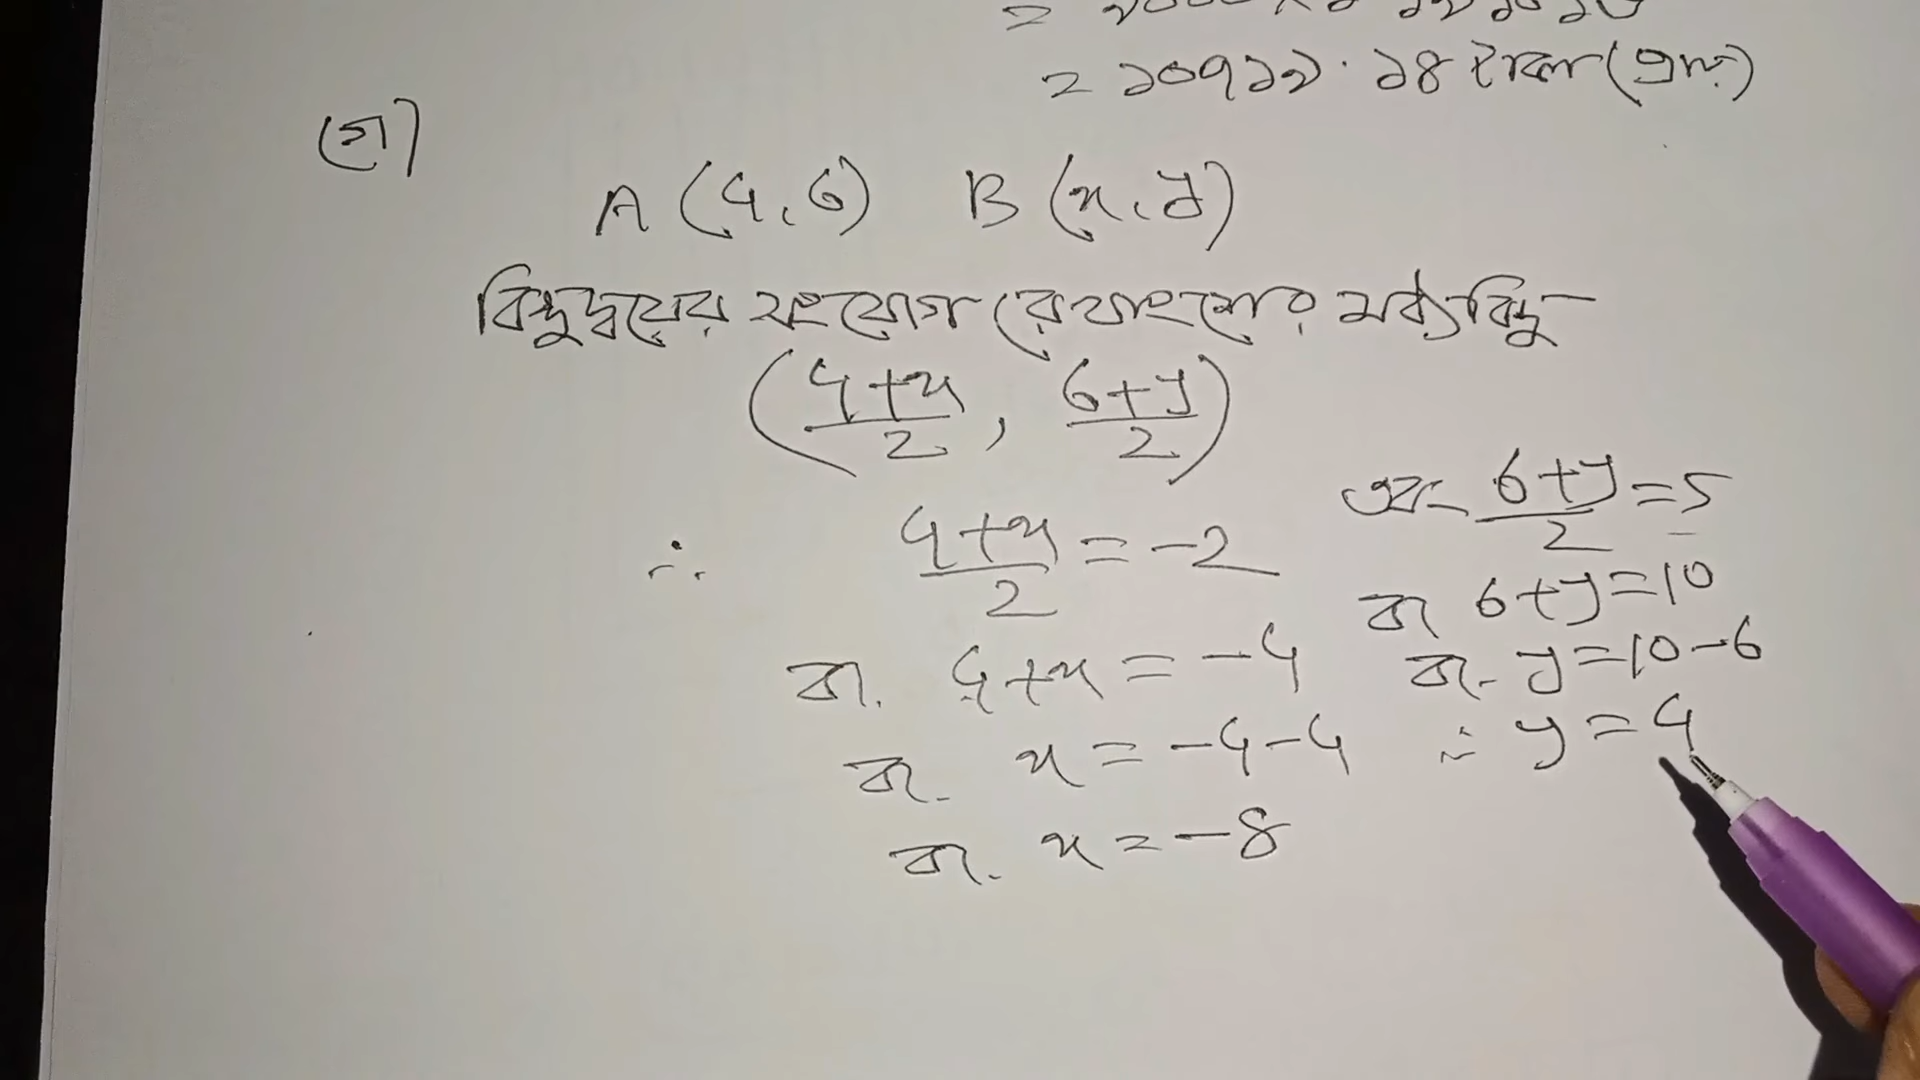 = ১০৭১৯.১৪ টাকা (প্রায়)
(গ)
A (4, 6) B (x, y)
বিন্দুদ্বয়ের সংযোগ রেখাংশের মধ্যবিন্দু
((4+x)/2, (6+y)/2)
∴ (4+x)/2 = -2
বা, 4+x = -4
বা, x = -4-4
বা, x = -8
এবং (6+y)/2 = 5
বা 6+y=10
বা, y=10-6
∴ y = 4